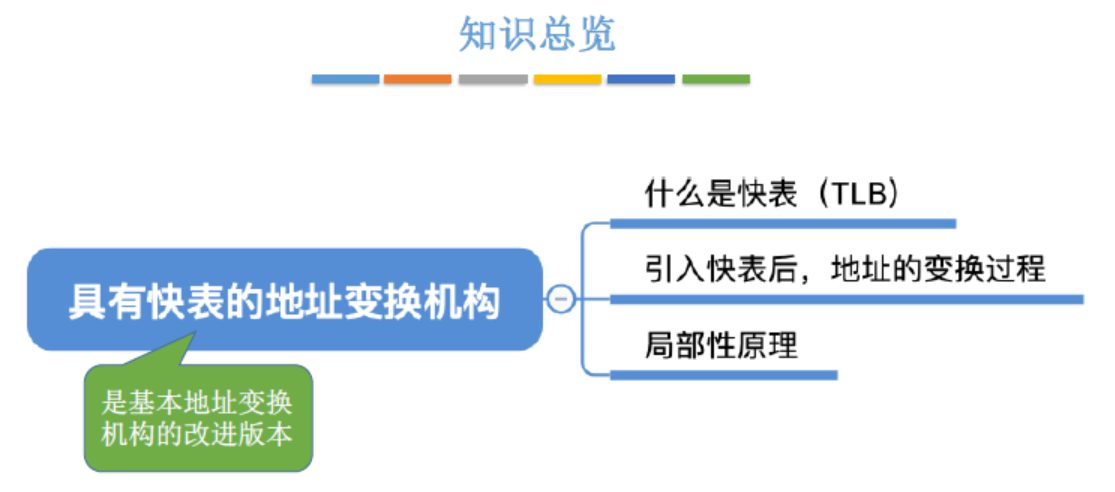 知识总览
什么是快表（TLB）
引入快表后，地址的变换过程
具有快表的地址变换机构
局部性原理
是基本地址变换
机构的改进版本